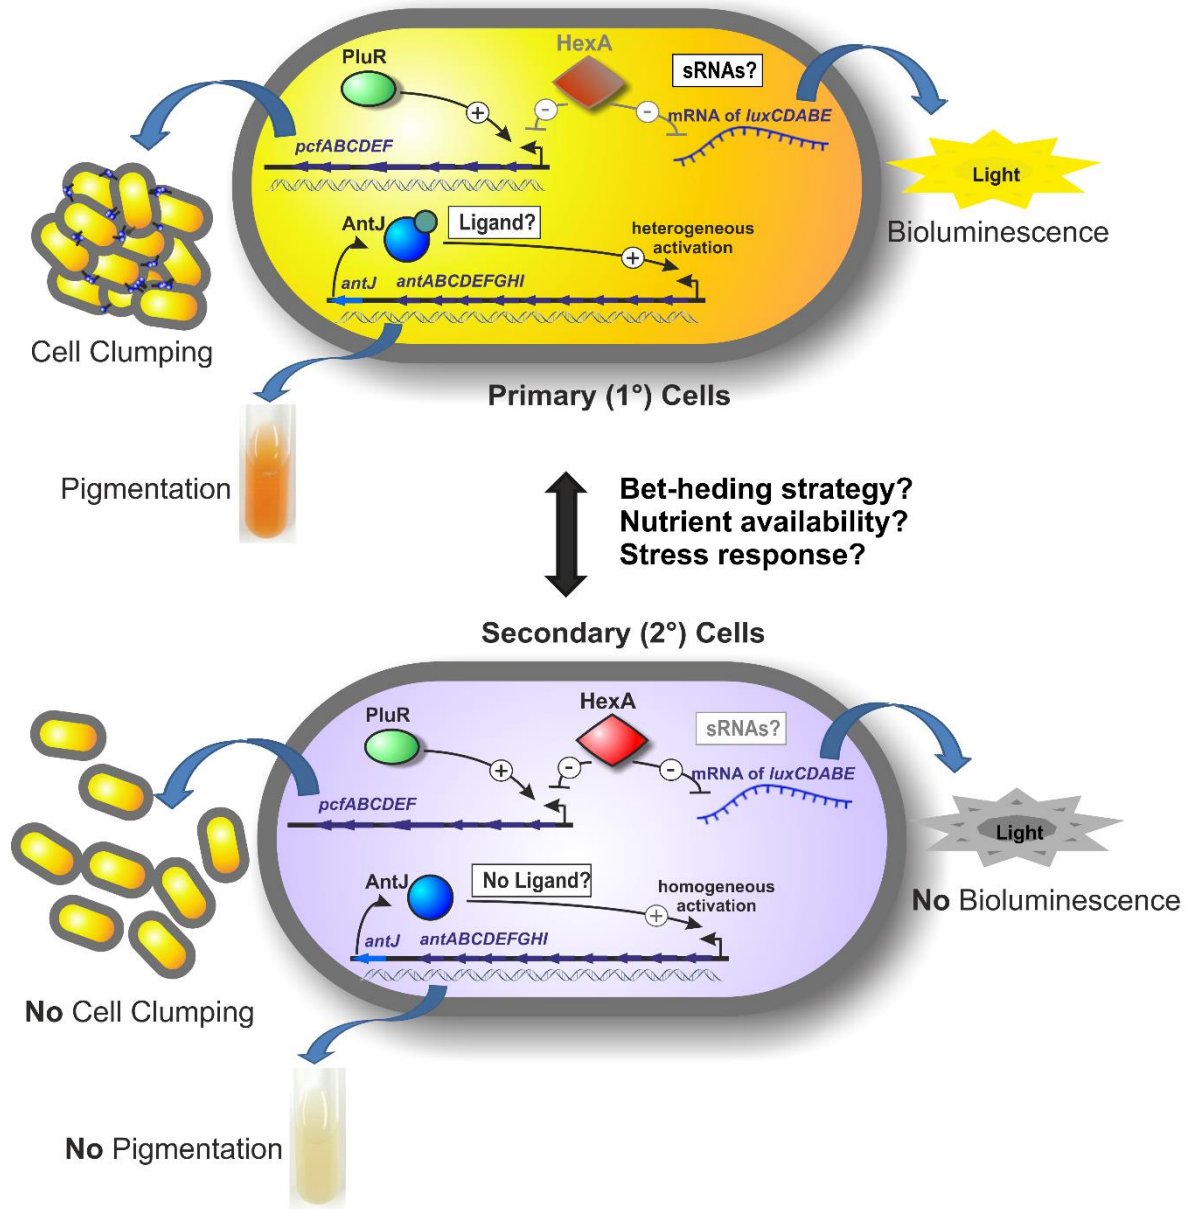 HexA
PluR
sRNAs?
+
-
-
mRNA of luxCDABE
pcfABCDEF
Light
AntJ
Ligand?
heterogeneous
activation
Bioluminescence
+
antJ
antABCDEFGHI
Cell Clumping
Primary (1°) Cells
Pigmentation
Bet-heding strategy?
Nutrient availability?
Stress response?
Secondary (2°) Cells
HexA
PluR
sRNAs?
+
-
-
mRNA of luxCDABE
pcfABCDEF
Light
AntJ
No Ligand?
homogeneous
activation
No Bioluminescence
+
antJ
antABCDEFGHI
No Cell Clumping
No Pigmentation